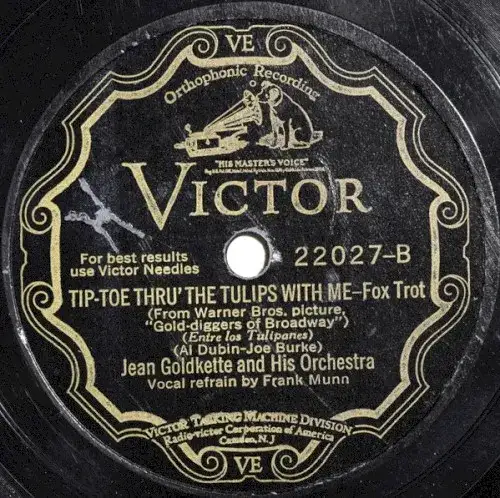 VE
Orthophonic Recording
"HIS MASTER'S VOICE"
VICTOR
For best results
use Victor Needles
22027-B
TIP-TOE THRU' THE TULIPS WITH ME—Fox Trot
(From Warner Bros. picture,
"Gold-diggers of Broadway")
(Entre los Tulipanes)
(Al Dubin-Joe Burke)
Jean Goldkette and His Orchestra
Vocal refrain by Frank Munn
VICTOR TALKING MACHINE DIVISION
Radio-Victor Corporation of America
Camden, N.J
VE